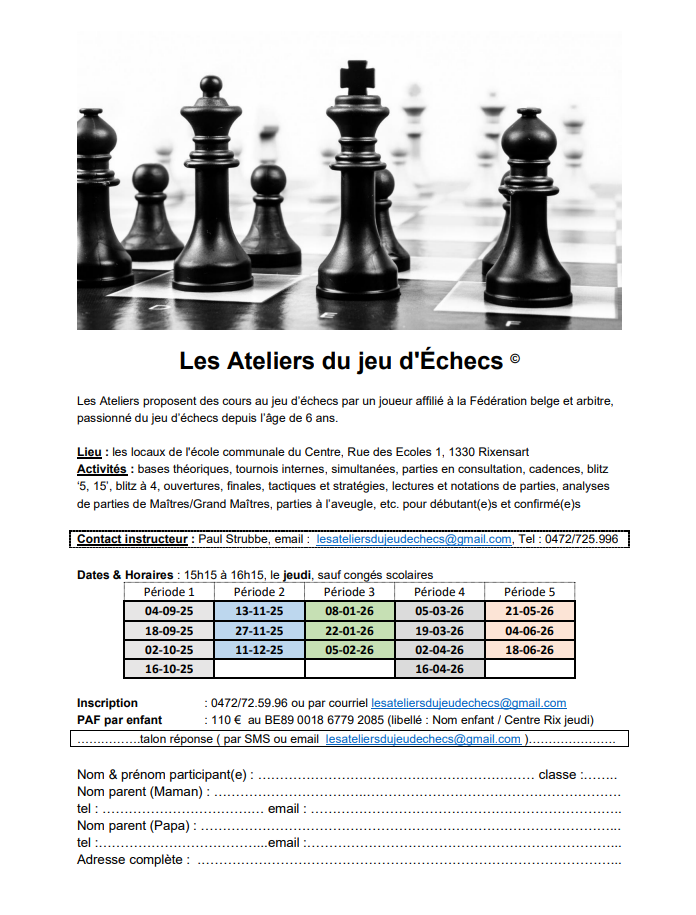 Les Ateliers du jeu d'Échecs ©
Les Ateliers proposent des cours au jeu d’échecs par un joueur affilié à la Fédération belge et arbitre,
passionné du jeu d’échecs depuis l’âge de 6 ans.
Lieu : les locaux de l'école communale du Centre, Rue des Ecoles 1, 1330 Rixensart
Activités : bases théoriques, tournois internes, simultanées, parties en consultation, cadences, blitz
‘5, 15’, blitz à 4, ouvertures, finales, tactiques et stratégies, lectures et notations de parties, analyses
de parties de Maîtres/Grand Maîtres, parties à l’aveugle, etc. pour débutant(e)s et confirmé(e)s
Contact instructeur : Paul Strubbe, email : lesateliersdujeudechecs@gmail.com, Tel : 0472/725.996
Dates & Horaires : 15h15 à 16h15, le jeudi, sauf congés scolaires
Période 1 Période 2 Période 3 Période 4 Période 5
04-09-25 13-11-25 08-01-26 05-03-26 21-05-26
18-09-25 27-11-25 22-01-26 19-03-26 04-06-26
02-10-25 11-12-25 05-02-26 02-04-26 18-06-26
16-10-25 16-04-26
Inscription : 0472/72.59.96 ou par courriel lesateliersdujeudechecs@gmail.com
PAF par enfant : 110 € au BE89 0018 6779 2085 (libellé : Nom enfant / Centre Rix jeudi)
…………….talon réponse ( par SMS ou email lesateliersdujeudechecs@gmail.com )………………….
Nom & prénom participant(e) : ………………………………………………………… classe :……..
Nom parent (Maman) : ……………………………………………………………………………………
tel : ………………………………… email : …………………………………………………………………..
Nom parent (Papa) : ………………………………………………………………………………………..
tel :…………………………………...email :…………………………………………………………………..
Adresse complète : ………………………………………………………………………………………..
E
F